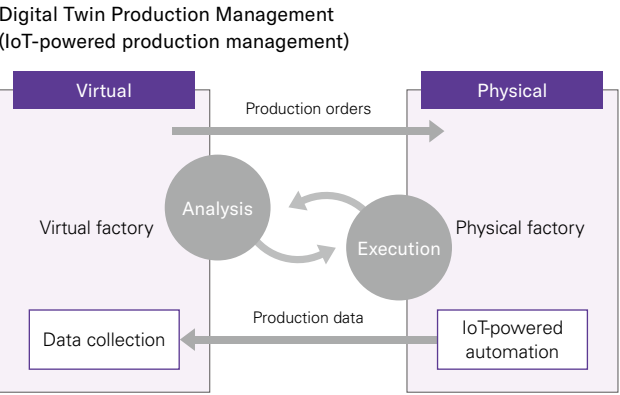 Digital Twin Production Management
(IoT-powered production management)
Virtual
Physical
Production orders
Analysis
Virtual factory
Physical factory
Execution
Production data
Data collection
IoT-powered
automation